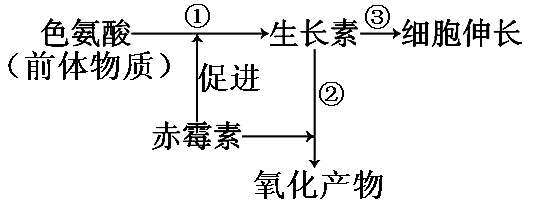 ①
③
色氨酸
生长素
细胞伸长
（前体物质）
促进
②
赤霉素
氧化产物